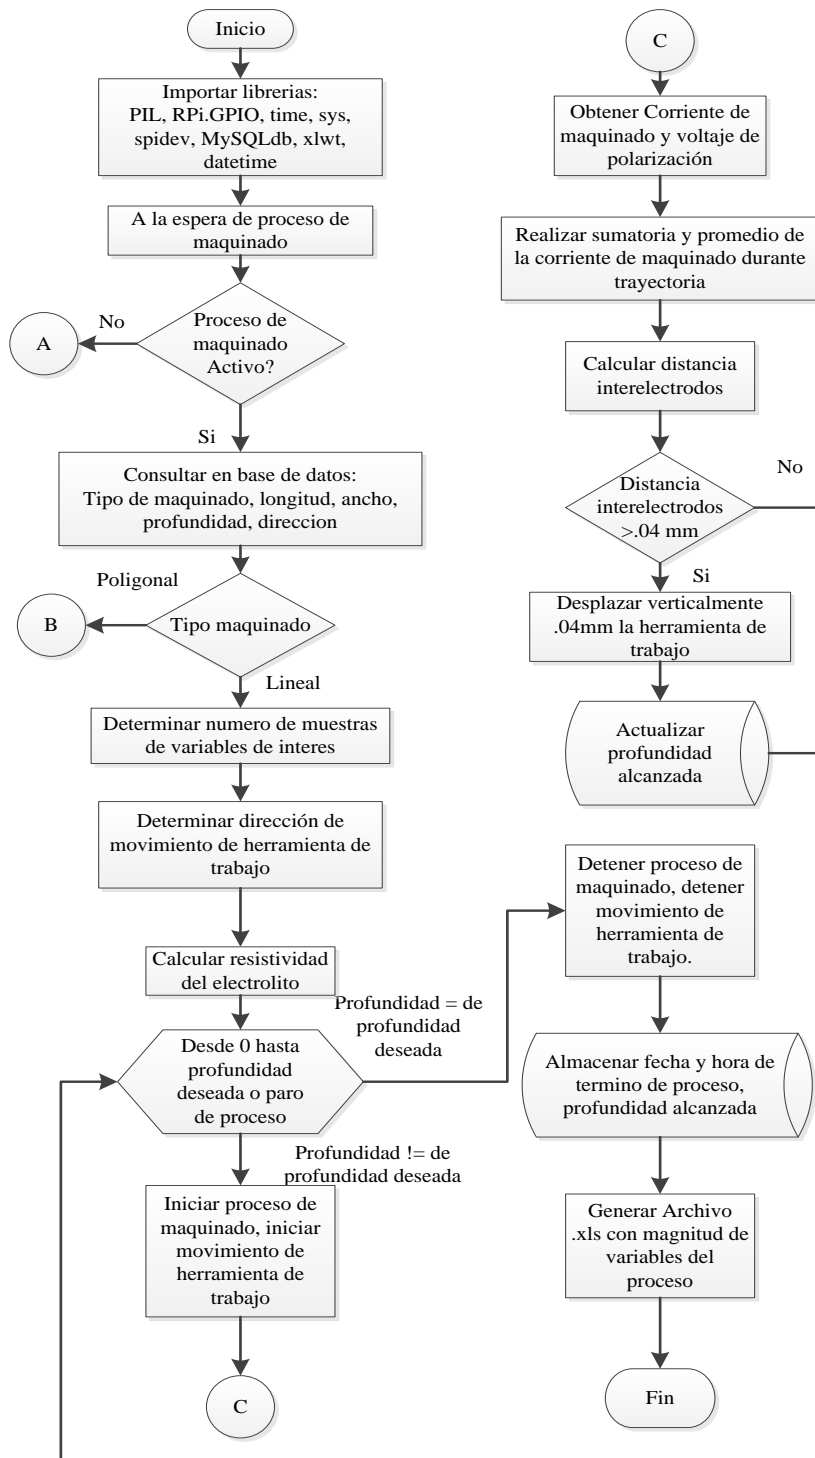 Inicio
Importar librerias:
PIL, RPi.GPIO, time, sys,
spidev, MySQLdb, xlwt,
datetime
A la espera de proceso de
maquinado
Proceso de
maquinado
Activo?
No
A
Si
Consultar en base de datos:
Tipo de maquinado, longitud, ancho,
profundidad, direccion
Poligonal
B
Tipo maquinado
Lineal
Determinar numero de muestras
de variables de interes
Determinar dirección de
movimiento de herramienta de
trabajo
Calcular resistividad
del electrolito
Profundidad = de
profundidad
deseada
Desde 0 hasta
profundidad
deseada o paro
de proceso
Profundidad != de
profundidad deseada
Iniciar proceso de
maquinado, iniciar
movimiento de
herramienta de
trabajo
C
C
Obtener Corriente de
maquinado y voltaje de
polarización
Realizar sumatoria y promedio de
la corriente de maquinado durante
trayectoria
Calcular distancia
interelectrodos
Distancia
interelectrodos
>.04 mm
No
Si
Desplazar verticalmente
.04mm la herramienta de
trabajo
Actualizar
profundidad
alcanzada
Detener proceso de
maquinado, detener
movimiento de
herramienta de
trabajo.
Almacenar fecha y hora de
termino de proceso,
profundidad alcanzada
Generar Archivo
.xls con magnitud de
variables del
proceso
Fin